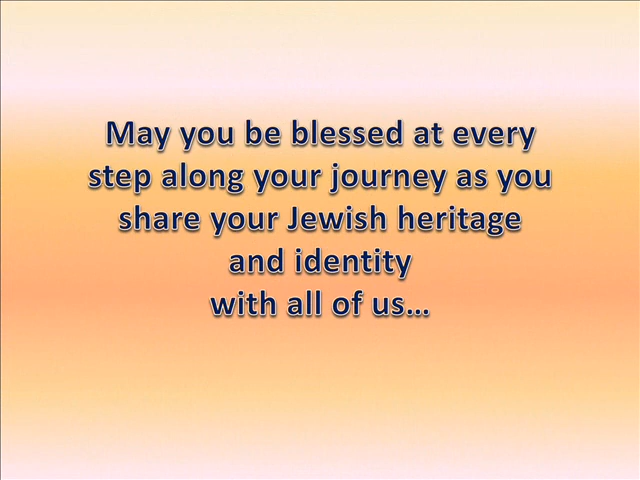 May you be blessed at every
step along your journey as you
share your Jewish heritage
and identity
with all of us…